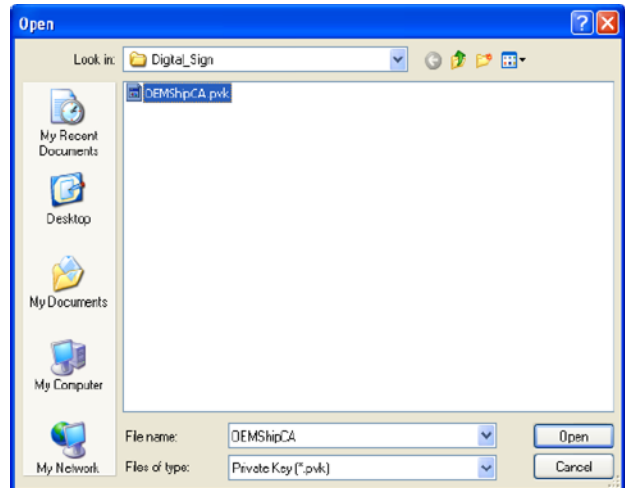 Open
Look in:
Digital_Sign
OEMShipCA.pvk
My Recent
Documents
Desktop
My Documents
My Computer
My Network
File name:
OEMShipCA
Open
Files of type:
Private Key (*.pvk)
Cancel